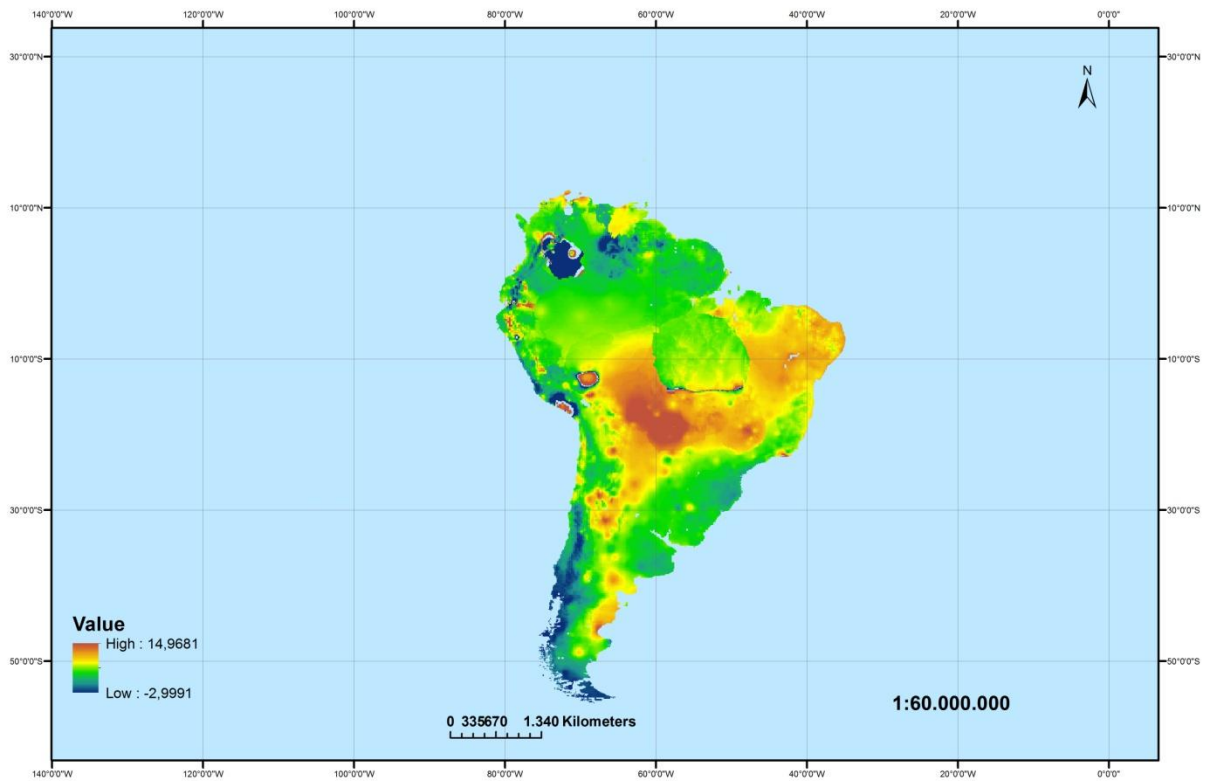 140°0'0"W 120°0'0"W 100°0'0"W 80°0'0"W 60°0'0"W 40°0'0"W 20°0'0"W 0°0'0"
30°0'0"N 30°0'0"N
N
10°0'0"N 10°0'0"N
10°0'0"S 10°0'0"S
30°0'0"S 30°0'0"S
Value
High : 14,9681
Low : -2,9991
50°0'0"S 50°0'0"S
1:60.000.000
0 335670 1.340 Kilometers
140°0'0"W 120°0'0"W 100°0'0"W 80°0'0"W 60°0'0"W 40°0'0"W 20°0'0"W 0°0'0"